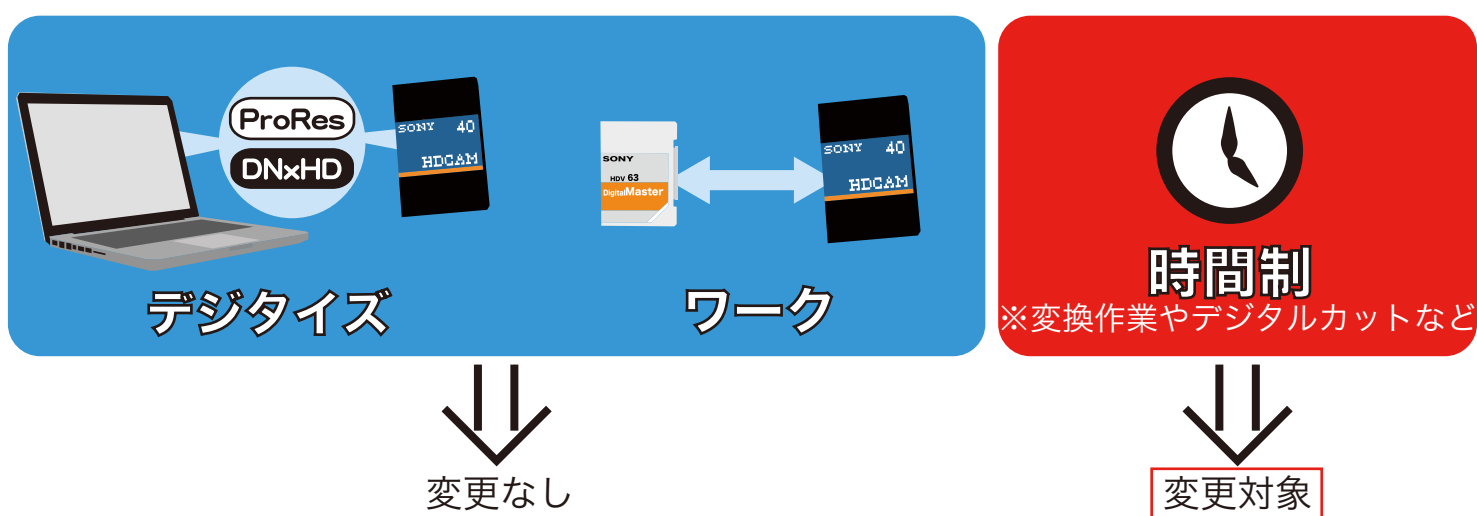 ProRes
DNxHD
SONY 40
HDCAM
SONY
HDV 63
DigitalMaster
SONY 40
HDCAM
デジタイズ
ワーク
時間制
※変換作業やデジタルカットなど
変更なし
変更対象